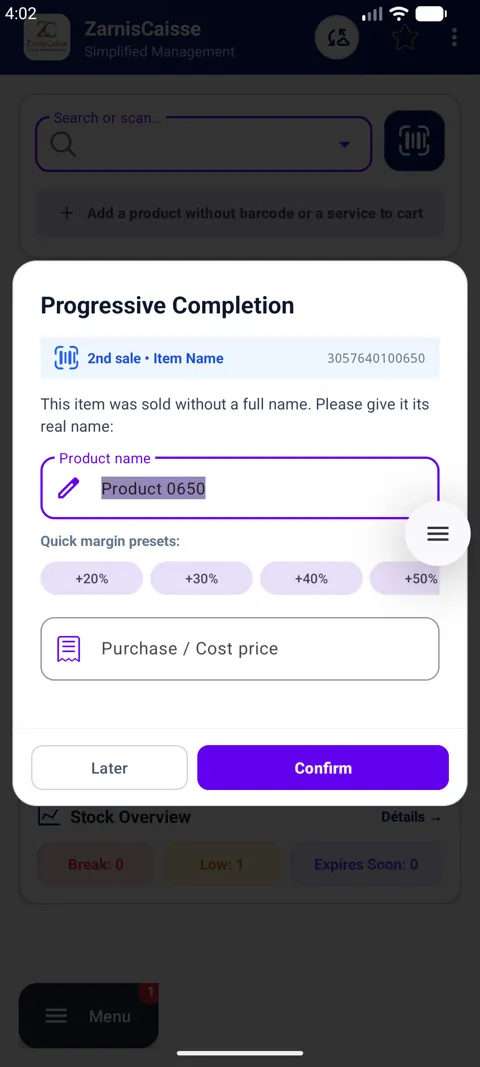 4:02
ZarnisCaisse
Simplified Management
Search or scan...
+ Add a product without barcode or a service to cart
Progressive Completion
2nd sale • Item Name
3057640100650
This item was sold without a full name. Please give it its
real name:
Product name
Product 0650
Quick margin presets:
+20%
+30%
+40%
+50%
Purchase / Cost price
Later
Confirm
Stock Overview
Détails →
Break: 0
Low: 1
Expires Soon: 0
1
Menu